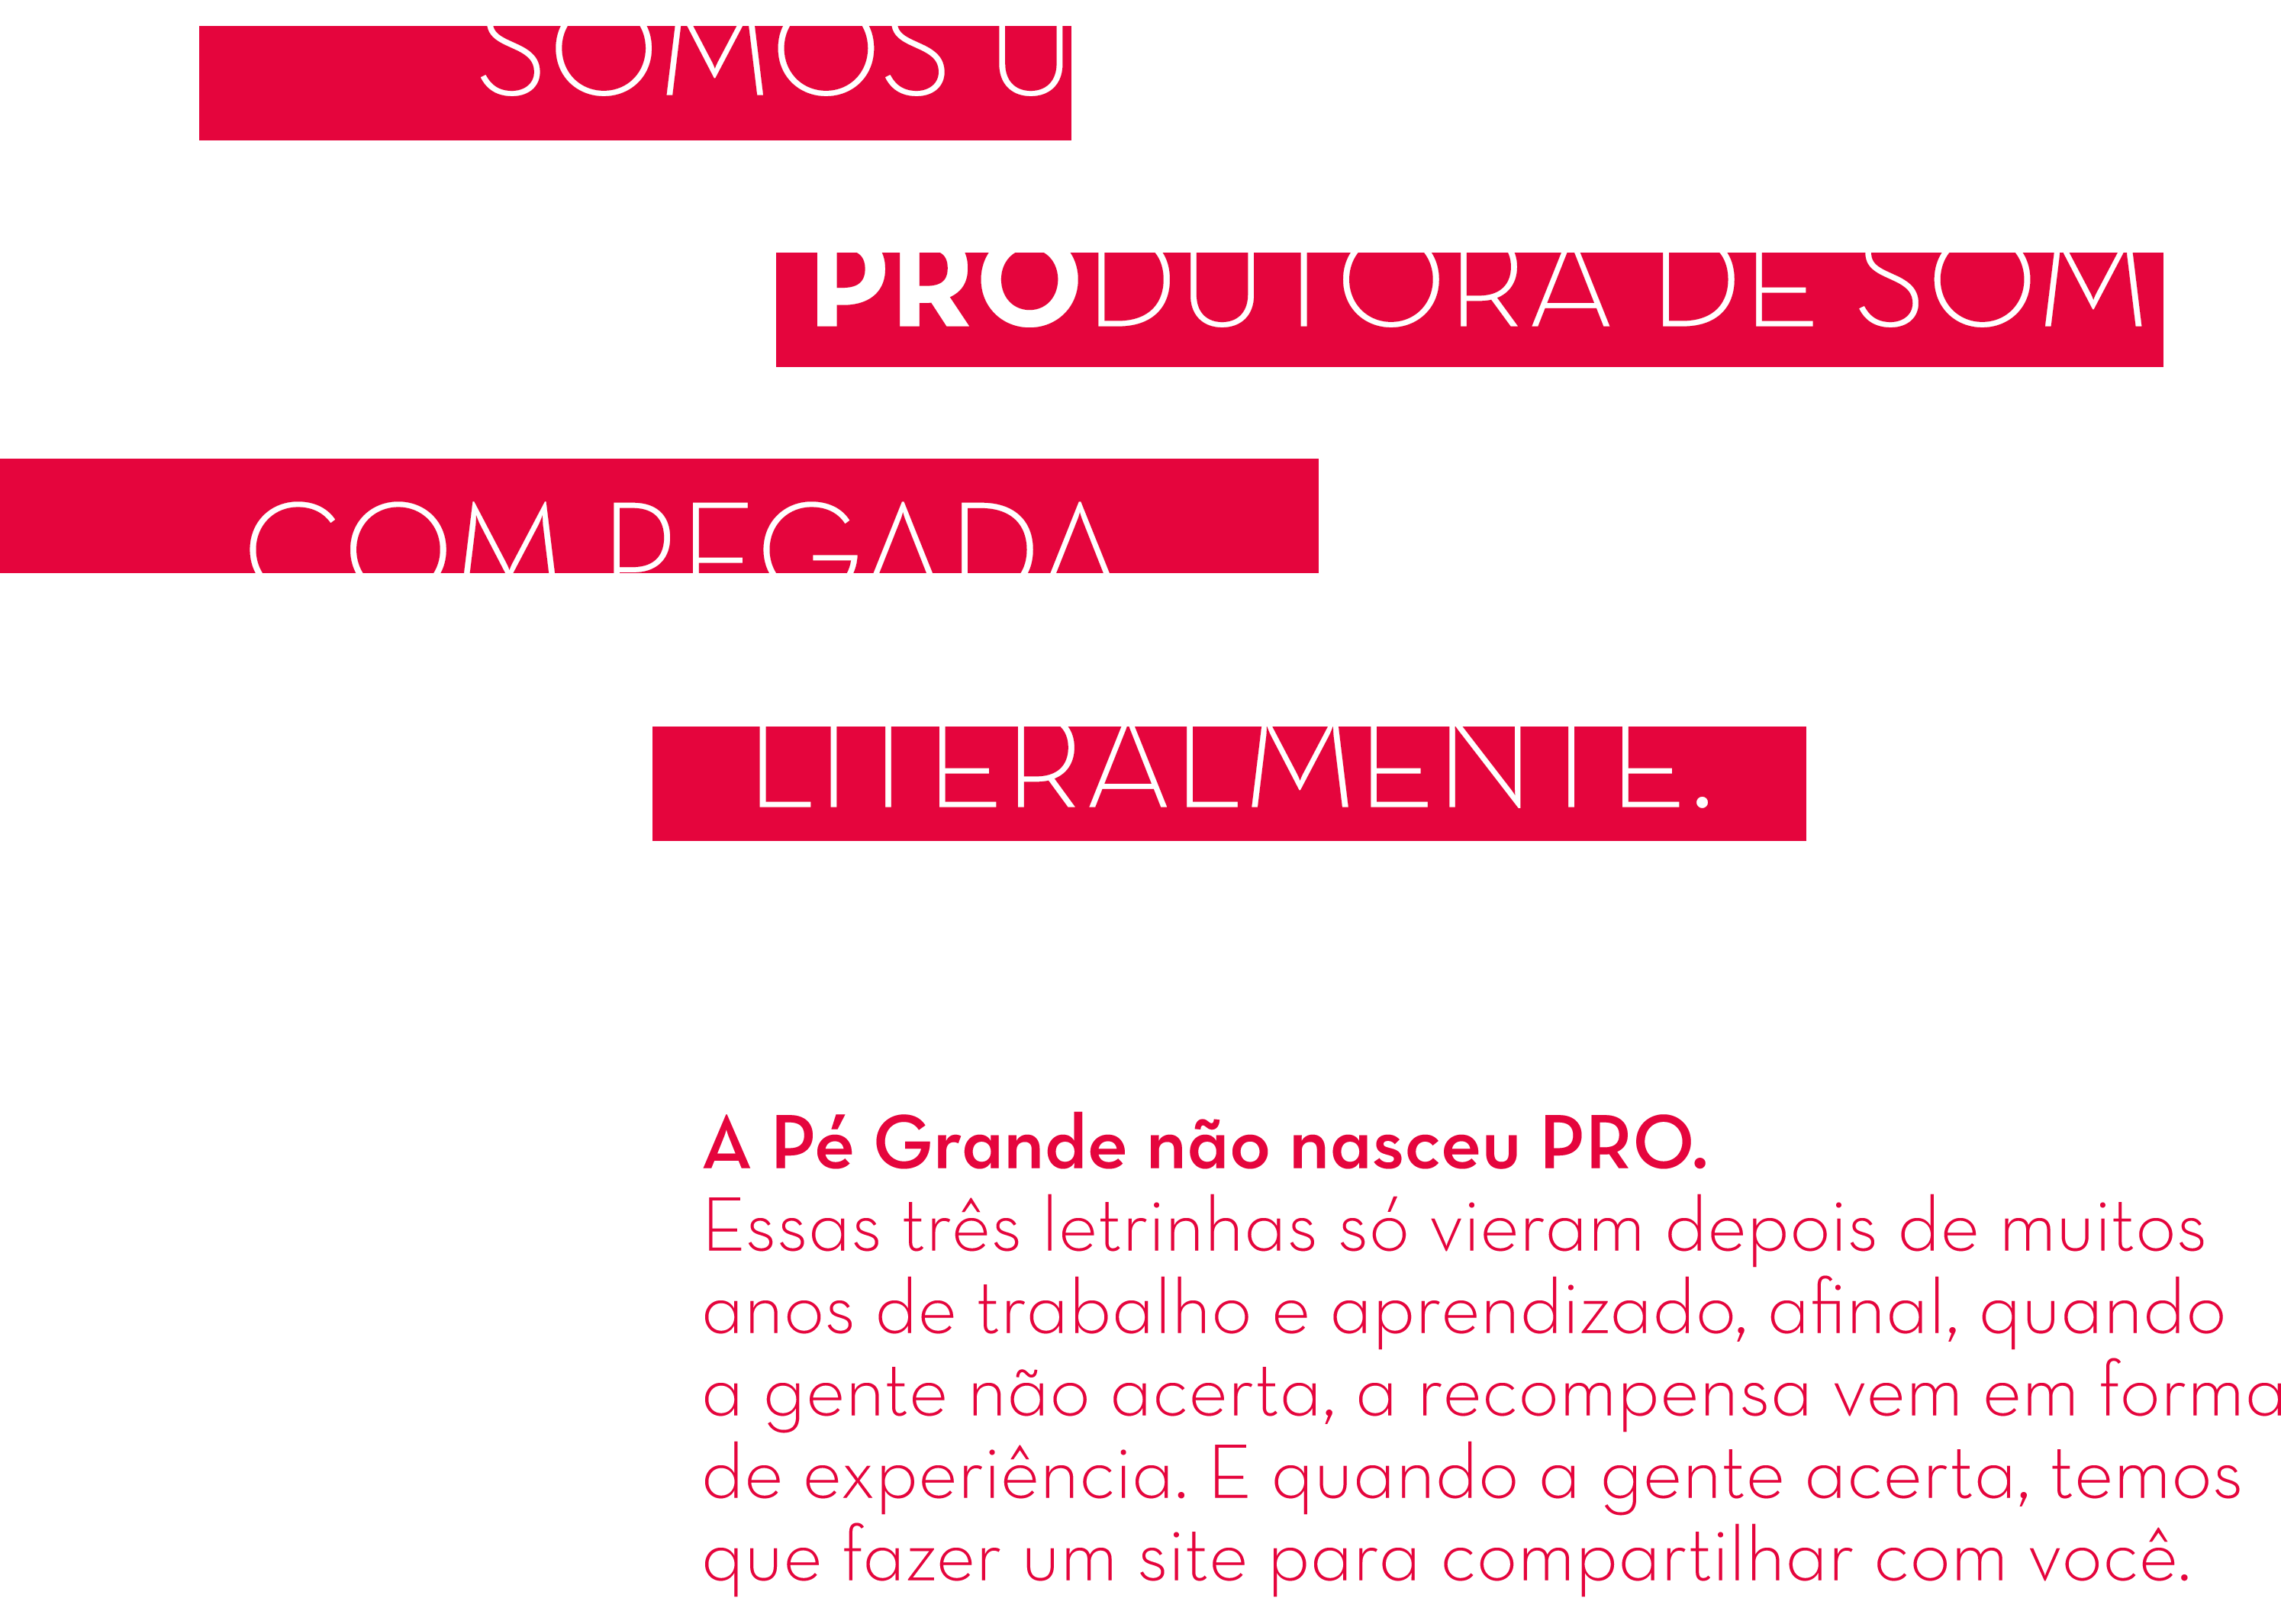 SOMOS U
PRODUTORA DE SOM
COM PEGADA
LITERALMENTE.
A Pé Grande não nasceu PRO.
Essas três letrinhas só vieram depois de muitos
anos de trabalho e aprendizado, afinal, quando
a gente não acerta, a recompensa vem em forma
de experiência. E quando a gente acerta, temos
que fazer um site para compartilhar com você.